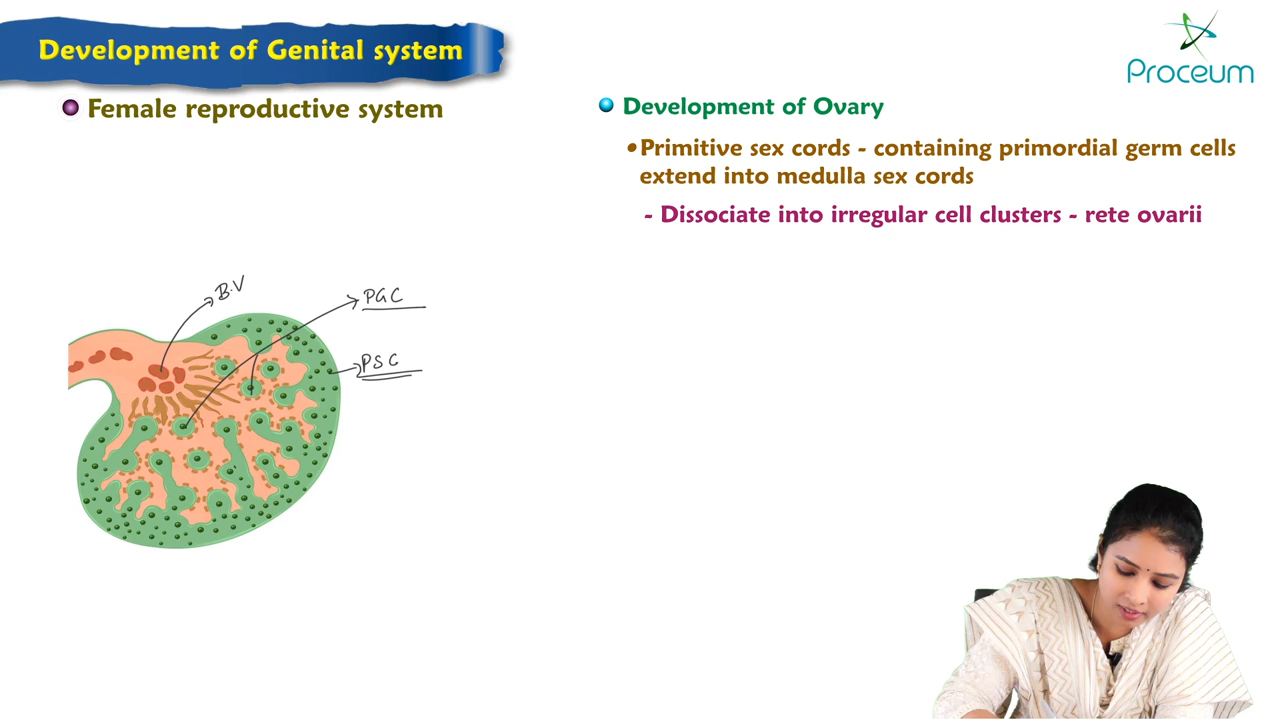 Development of Genital system
Proceum
Female reproductive system
Development of Ovary
•Primitive sex cords - containing primordial germ cells
extend into medulla sex cords
- Dissociate into irregular cell clusters - rete ovarii
B.V
PGC
PSC